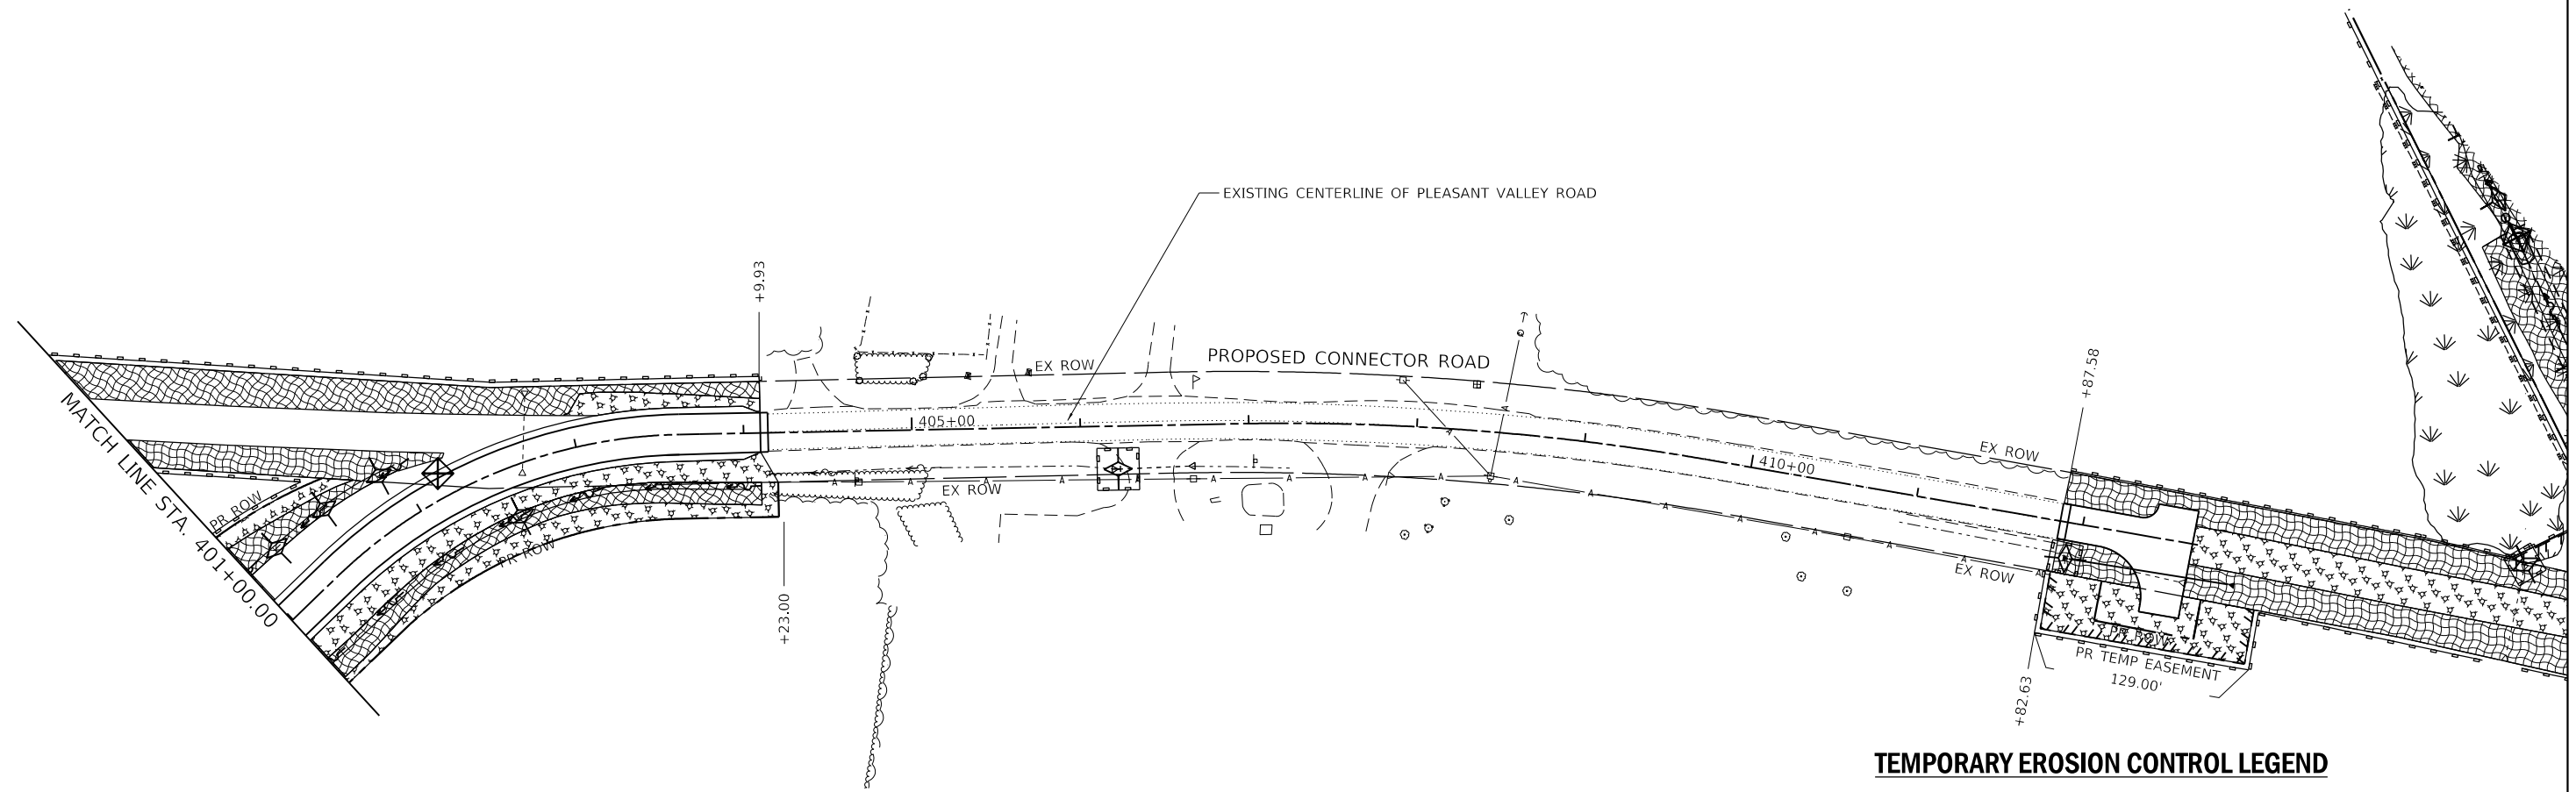 EXISTING CENTERLINE OF PLEASANT VALLEY ROAD
+9.93
PROPOSED CONNECTOR ROAD
EX ROW
+87.58
MATCH LINE STA. 401+00.00
405+00
EX ROW
410+00
PR ROW
EX ROW
PR ROW
EX ROW
+23.00
PR ROW
PR TEMP EASEMENT
129.00'
+82.63
TEMPORARY EROSION CONTROL LEGEND